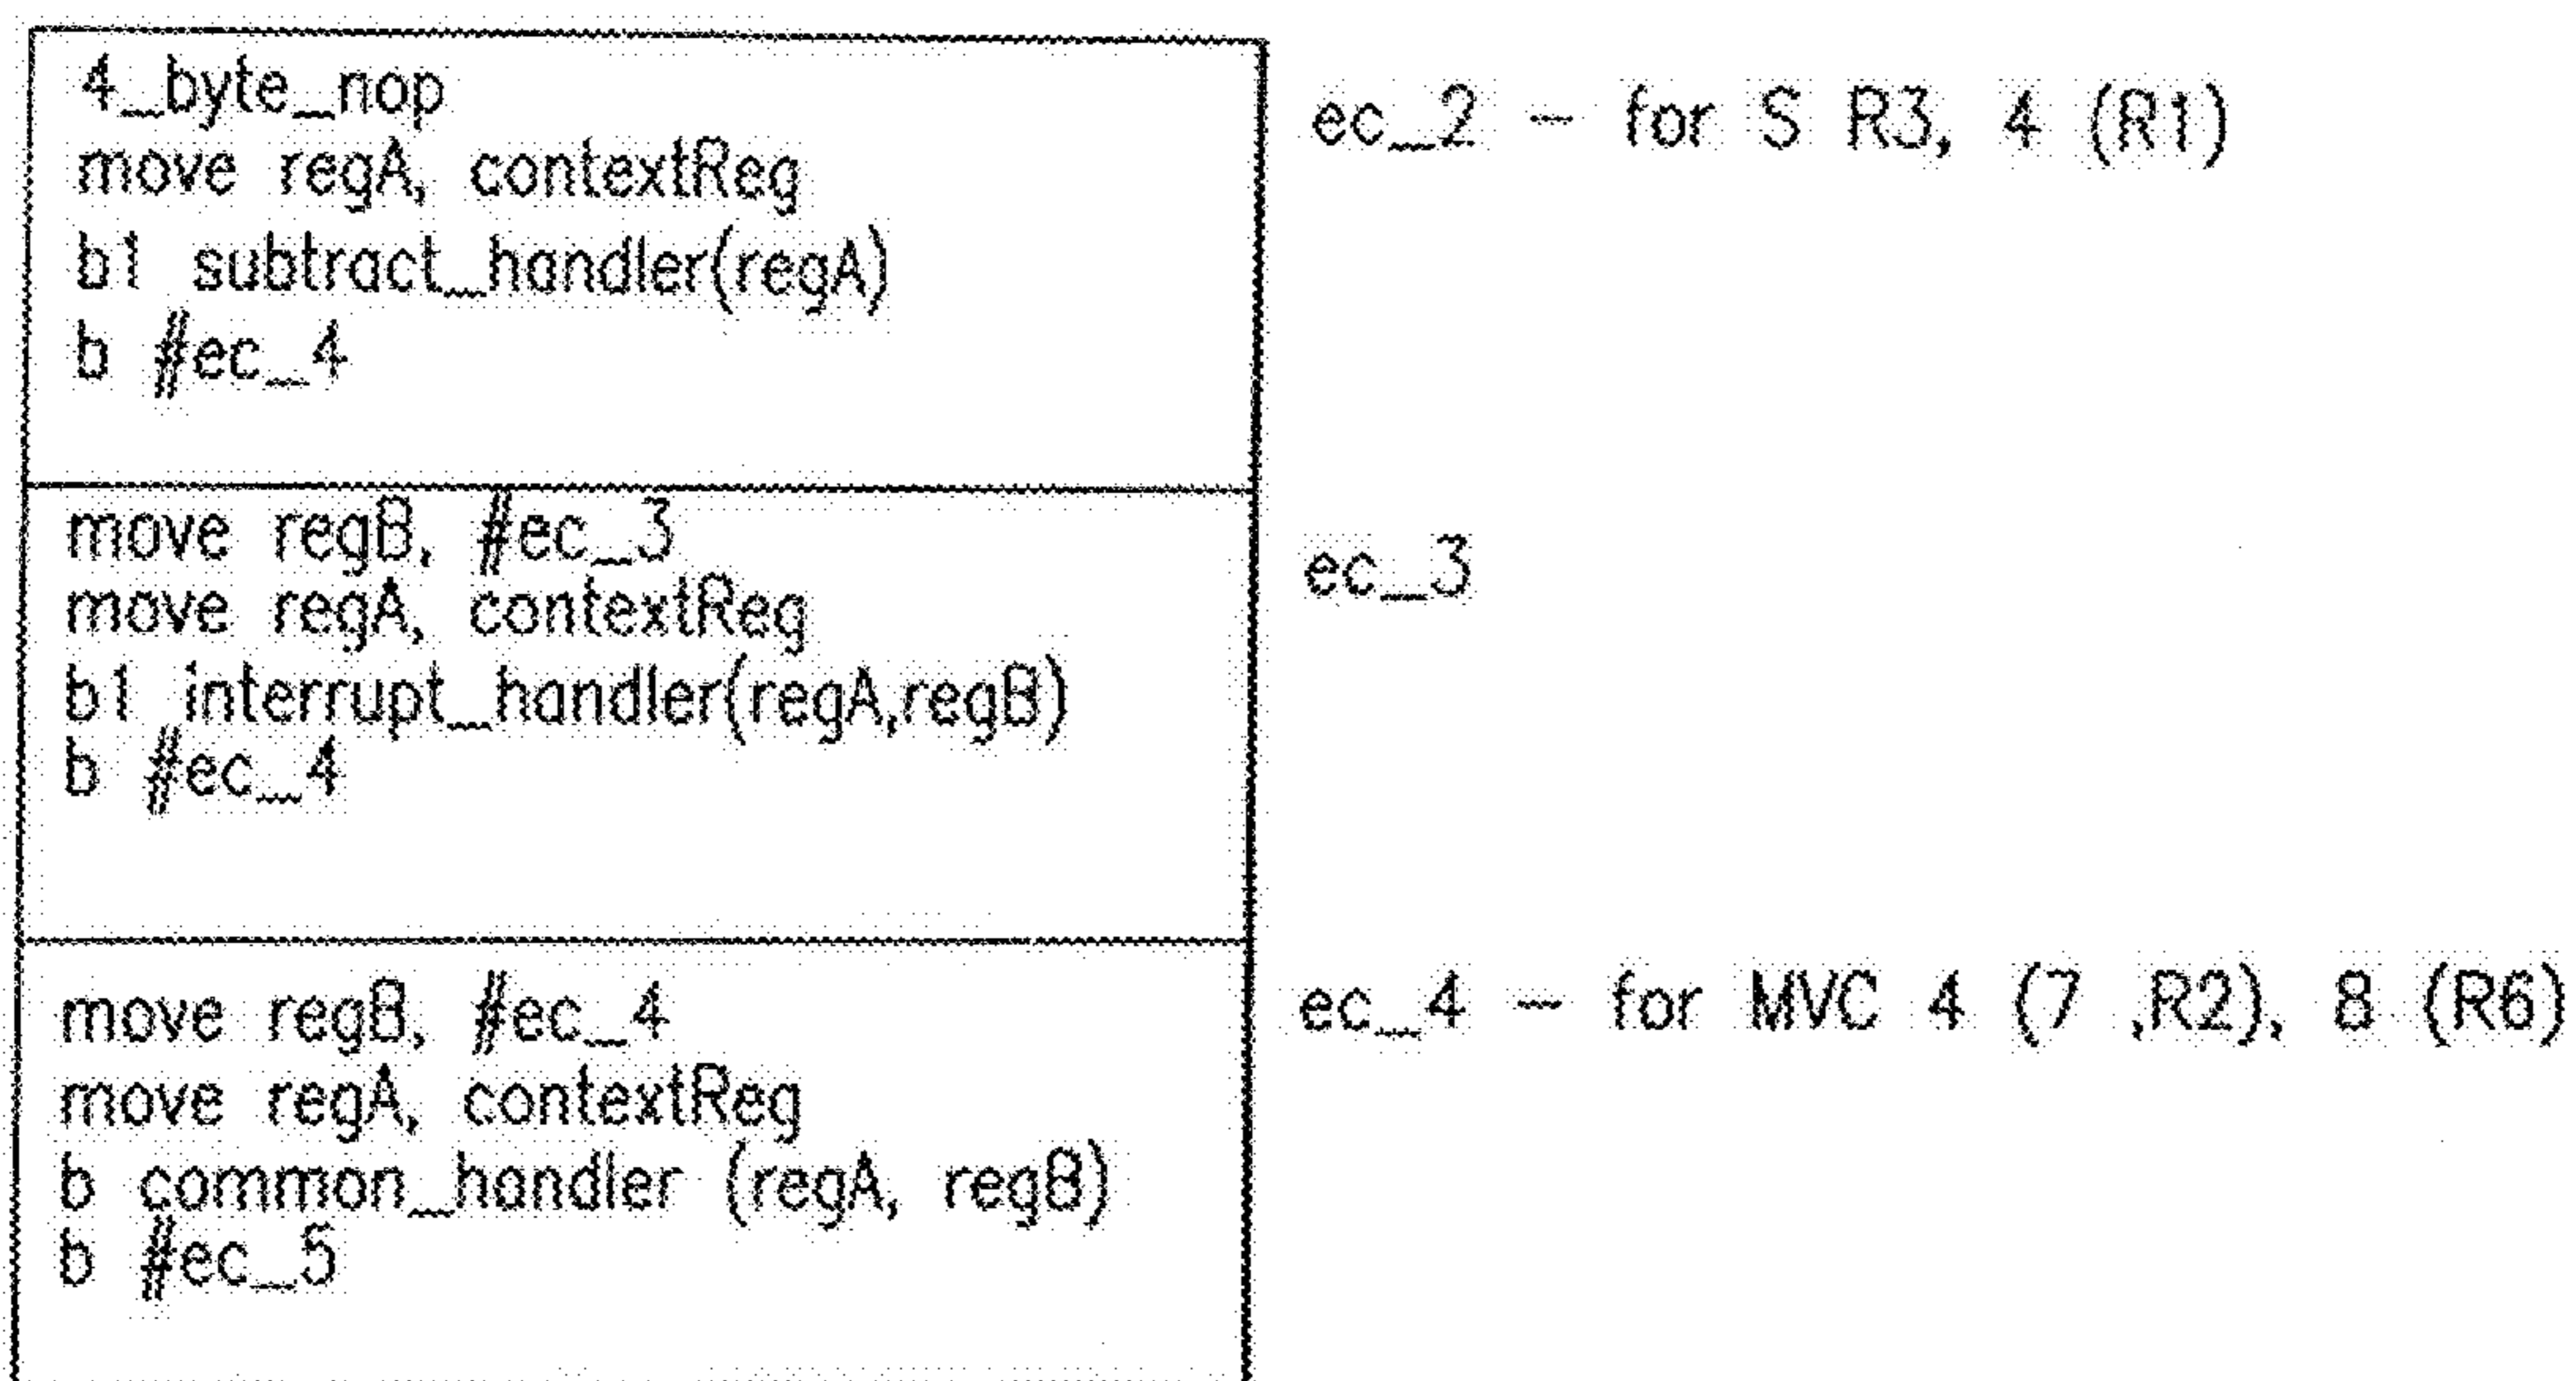 4_byte_nop
move regA, contextReg
b1 subtract_handler(regA)
b #ec_4
ec_2 - for S R3, 4 (R1)
move regB, #ec_3
move regA, contextReg
b1 interrupt_handler(regA,regB)
b #ec_4
ec_3
move regB, #ec_4
move regA, contextReg
b common_handler (regA, regB)
b #ec_5
ec_4 - for MVC 4 (7 ,R2), 8 (R6)